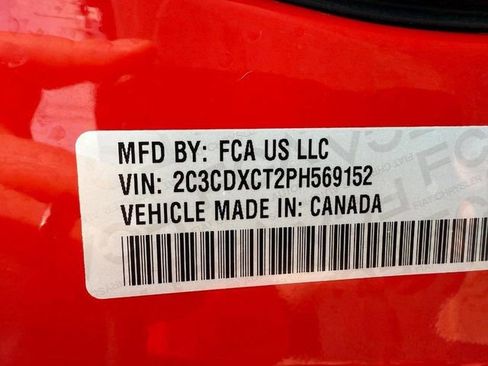 MFD BY: FCA US LLC
VIN: 2C3CDXCT2PH569152
VEHICLE MADE IN: CANADA